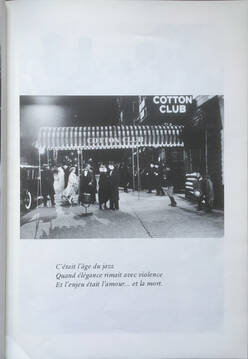 COTTON
CLUB
C'était l'âge du jazz
Quand élégance rimait avec violence
Et l'enjeu était l'amour... et la mort.